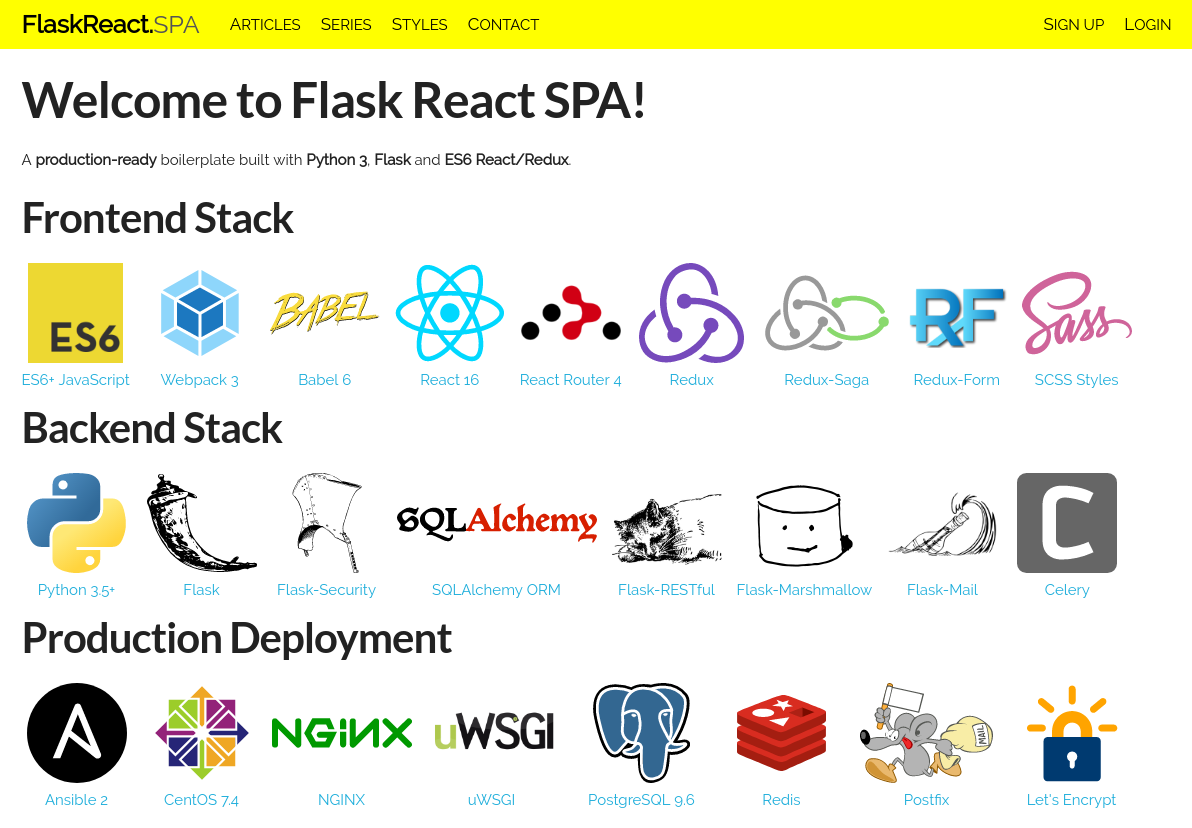 FlaskReact.SPA ARTICLES SERIES STYLES CONTACT SIGN UP LOGIN
Welcome to Flask React SPA!
A production-ready boilerplate built with Python 3, Flask and ES6 React/Redux.
Frontend Stack
ES6 BABEL RF Sass
ES6+ JavaScript Webpack 3 Babel 6 React 16 React Router 4 Redux Redux-Saga Redux-Form SCSS Styles
Backend Stack
SQLAlchemy C
Python 3.5+ Flask Flask-Security SQLAlchemy ORM Flask-RESTful Flask-Marshmallow Flask-Mail Celery
Production Deployment
A NGiNX uWSGI MAIL
Ansible 2 CentOS 7.4 NGINX uWSGI PostgreSQL 9.6 Redis Postfix Let's Encrypt